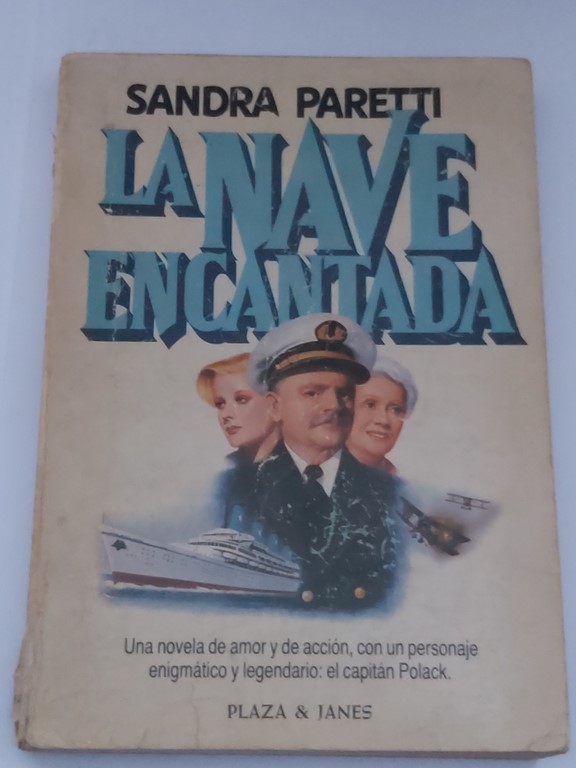 SANDRA PARETTI
LA NAVE
ENCANTADA
Una novela de amor y de acción, con un personaje
enigmático y legendario: el capitán Polack.
PLAZA & JANES